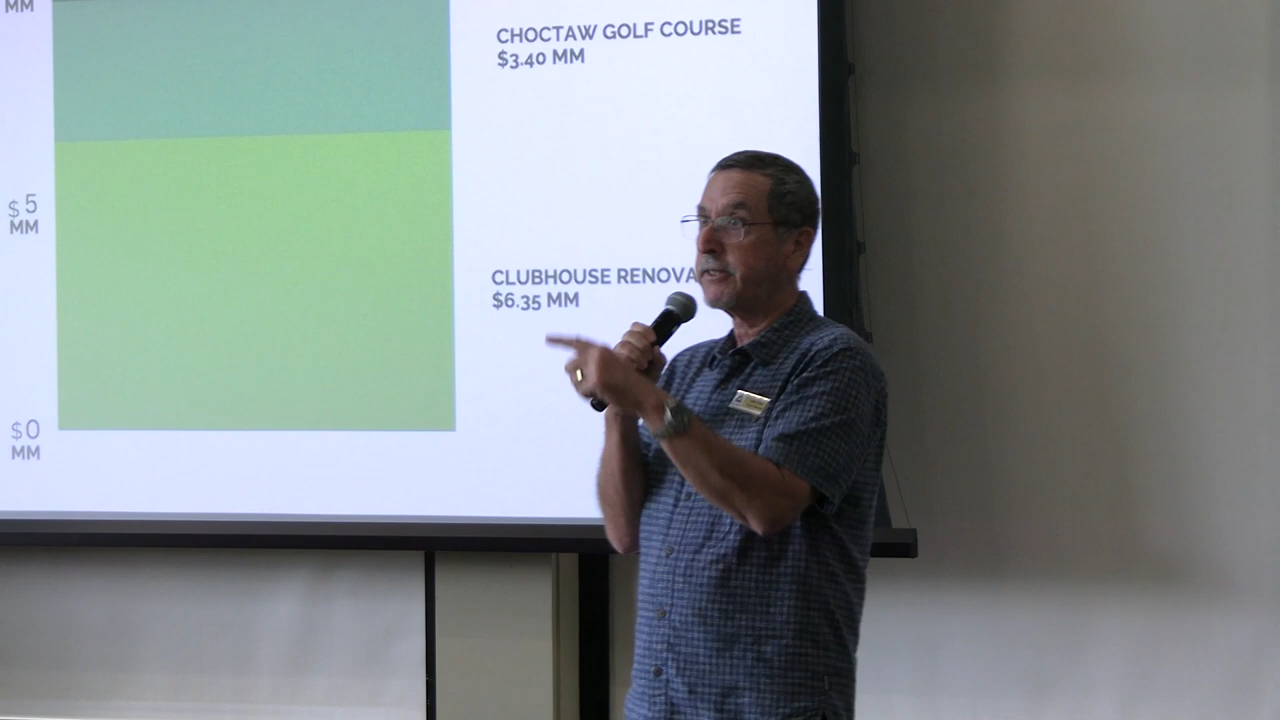 MM
CHOCTAW GOLF COURSE
$3.40 MM
$5
MM
CLUBHOUSE RENOVA
$6.35 MM
$0
MM